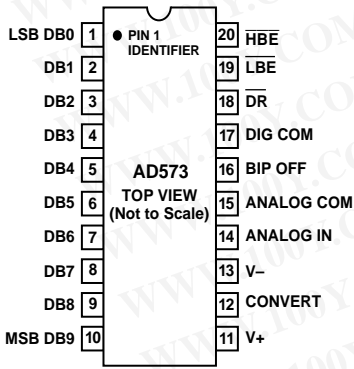 LSB DB0 1
DB1 2
DB2 3
DB3 4
DB4 5
DB5 6
DB6 7
DB7 8
DB8 9
MSB DB9 10
PIN 1
IDENTIFIER
AD573
TOP VIEW
(Not to Scale)
20 HBE
19 LBE
18 DR
17 DIG COM
16 BIP OFF
15 ANALOG COM
14 ANALOG IN
13 V–
12 CONVERT
11 V+